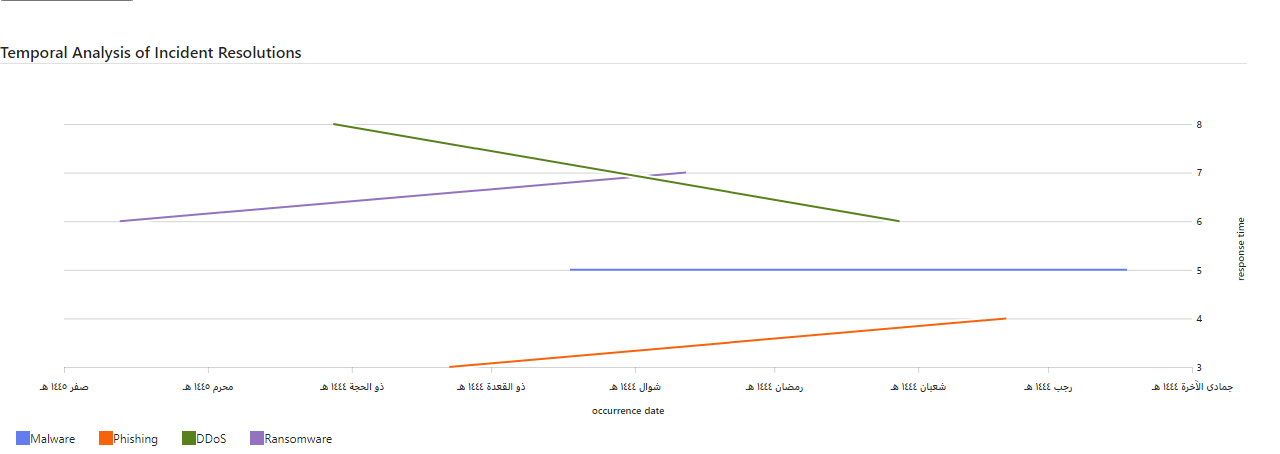 Temporal Analysis of Incident Resolutions
8
7
6
5
4
3
response time
صفر ١٤٤٥ هـ
محرم ١٤٤٥ هـ
ذو الحجة ١٤٤٤ هـ
ذو القعدة ١٤٤٤ هـ
شوال ١٤٤٤ هـ
رمضان ١٤٤٤ هـ
شعبان ١٤٤٤ هـ
رجب ١٤٤٤ هـ
جمادى الآخرة ١٤٤٤ هـ
occurrence date
Malware
Phishing
DDoS
Ransomware